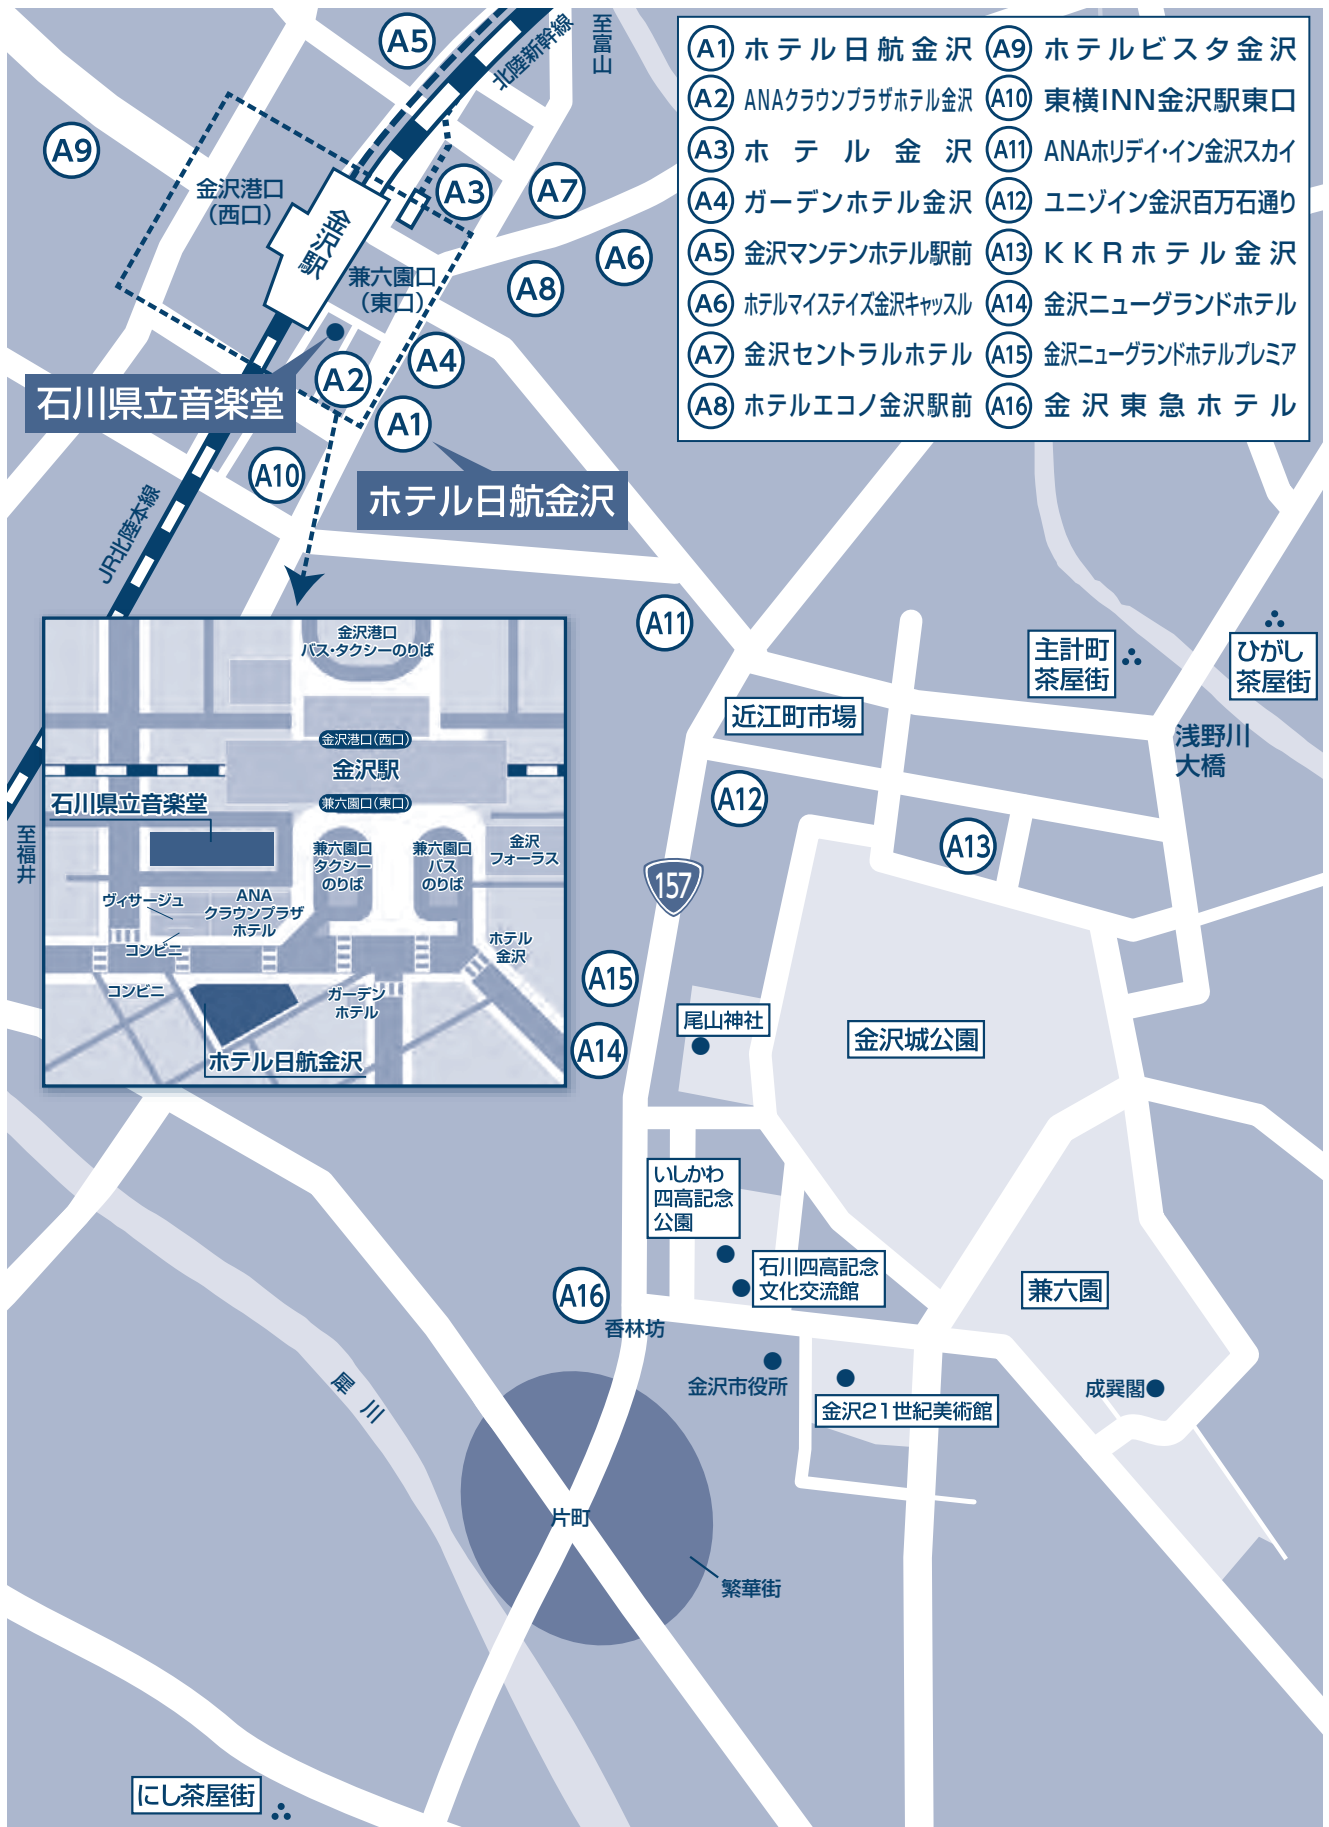 A1 ホテル日航金沢
A2 ANAクラウンプラザホテル金沢
A3 ホテル金沢
A4 ガーデンホテル金沢
A5 金沢マンテンホテル駅前
A6 ホテルマイステイズ金沢キャッスル
A7 金沢セントラルホテル
A8 ホテルエコノ金沢駅前
A9 ホテルビスタ金沢
A10 東横INN金沢駅東口
A11 ANAホリデイ・イン金沢スカイ
A12 ユニゾイン金沢百万石通り
A13 KKRホテル金沢
A14 金沢ニューグランドホテル
A15 金沢ニューグランドホテルプレミア
A16 金沢東急ホテル
A5
北陸新幹線
至富山
A9
金沢港口
（西口）
金沢駅
A3
A7
A6
A8
兼六園口
（東口）
A4
A2
石川県立音楽堂
A1
A10
ホテル日航金沢
JR北陸本線
A11
金沢港口
バス・タクシーのりば
金沢港口(西口)
金沢駅
兼六園口(東口)
石川県立音楽堂
兼六園口
タクシー
のりば
兼六園口
バス
のりば
金沢
フォーラス
ヴィサージュ
ANA
クラウンプラザ
ホテル
コンビニ
ホテル
金沢
コンビニ
ガーデン
ホテル
ホテル日航金沢
至福井
主計町
茶屋街
ひがし
茶屋街
近江町市場
浅野川
大橋
A12
A13
157
A15
A14
尾山神社
金沢城公園
いしかわ
四高記念
公園
石川四高記念
文化交流館
兼六園
A16
香林坊
金沢市役所
金沢21世紀美術館
成巽閣
犀川
片町
繁華街
にし茶屋街